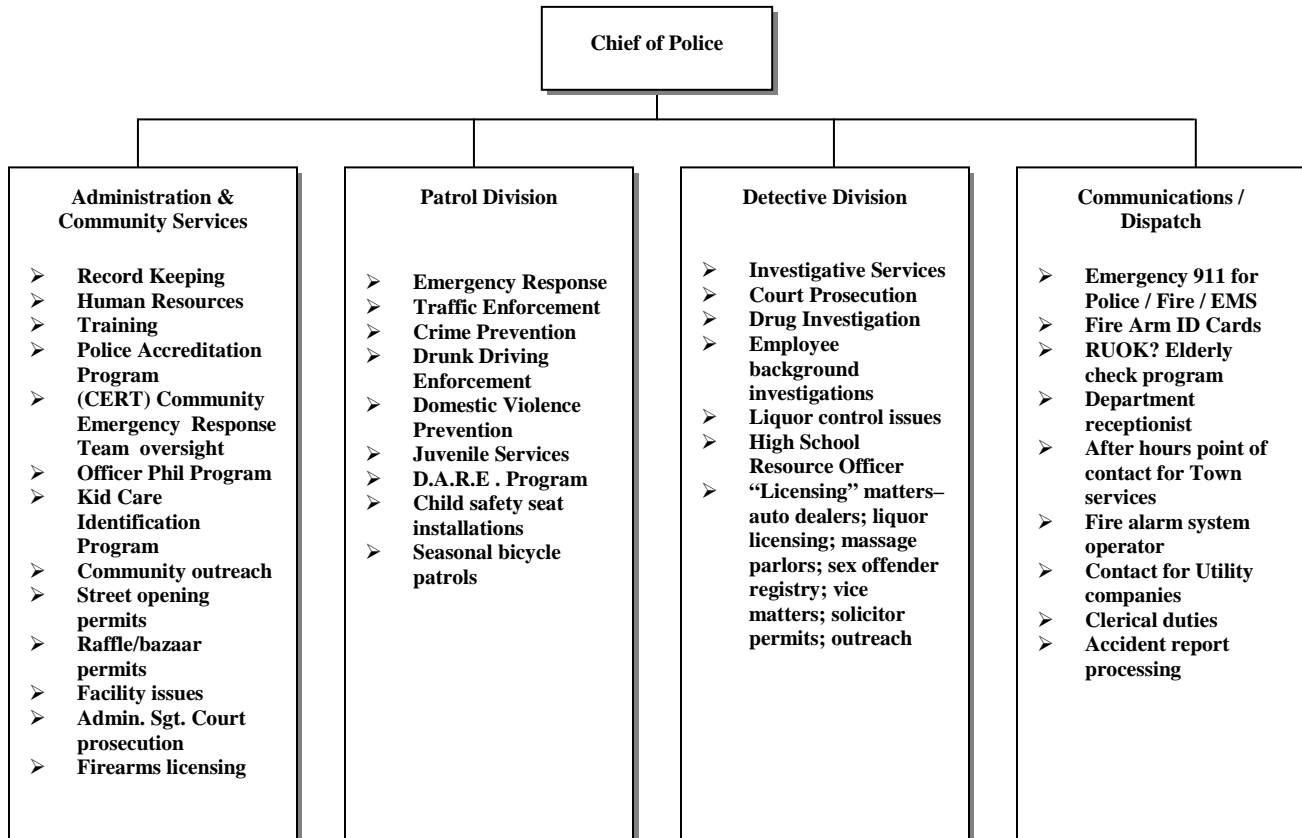 Chief of Police
Administration &
Community Services
➢ Record Keeping
➢ Human Resources
➢ Training
➢ Police Accreditation
Program
➢ (CERT) Community
Emergency Response
Team oversight
➢ Officer Phil Program
➢ Kid Care
Identification
Program
➢ Community outreach
➢ Street opening
permits
➢ Raffle/bazaar
permits
➢ Facility issues
➢ Admin. Sgt. Court
prosecution
➢ Firearms licensing
Patrol Division
➢ Emergency Response
➢ Traffic Enforcement
➢ Crime Prevention
➢ Drunk Driving
Enforcement
➢ Domestic Violence
Prevention
➢ Juvenile Services
➢ D.A.R.E . Program
➢ Child safety seat
installations
➢ Seasonal bicycle
patrols
Detective Division
➢ Investigative Services
➢ Court Prosecution
➢ Drug Investigation
➢ Employee
background
investigations
➢ Liquor control issues
➢ High School
Resource Officer
➢ “Licensing” matters–
auto dealers; liquor
licensing; massage
parlors; sex offender
registry; vice
matters; solicitor
permits; outreach
Communications /
Dispatch
➢ Emergency 911 for
Police / Fire / EMS
➢ Fire Arm ID Cards
➢ RUOK? Elderly
check program
➢ Department
receptionist
➢ After hours point of
contact for Town
services
➢ Fire alarm system
operator
➢ Contact for Utility
companies
➢ Clerical duties
➢ Accident report
processing